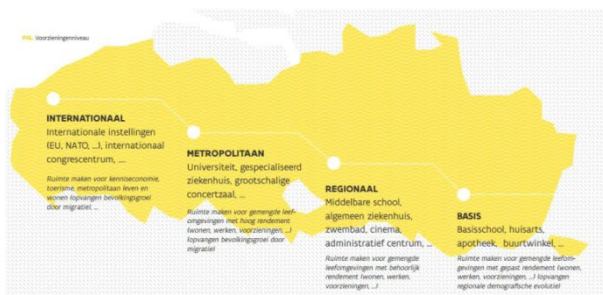 FIG. Voorzieningenniveau
INTERNATIONAAL
Internationale instellingen
(EU, NATO, ...), internationaal
congrescentrum, ....
Ruimte maken voor kenniseconomie,
toerisme, metropolitaan leven en
wonen (opvangen bevolkingsgroei
door migratie), ...
METROPOLITAAN
Universiteit, gespecialiseerd
ziekenhuis, grootschalige
concertzaal, ...
Ruimte maken voor gemengde leef-
omgevingen met hoog rendement
(wonen, werken, voorzieningen, ...)
(opvangen bevolkingsgroei door
migratie)
REGIONAAL
Middelbare school,
algemeen ziekenhuis,
zwembad, cinema,
administratief centrum, ...
Ruimte maken voor gemengde
leefomgevingen met behoorlijk
rendement (wonen, werken,
voorzieningen, ...)
BASIS
Basisschool, huisarts,
apotheek, buurtwinkel, ...
Ruimte maken voor gemengde leefom-
gevingen met gepast rendement (wonen,
werken, voorzieningen, ...) (opvangen
regionale demografische evolutie)